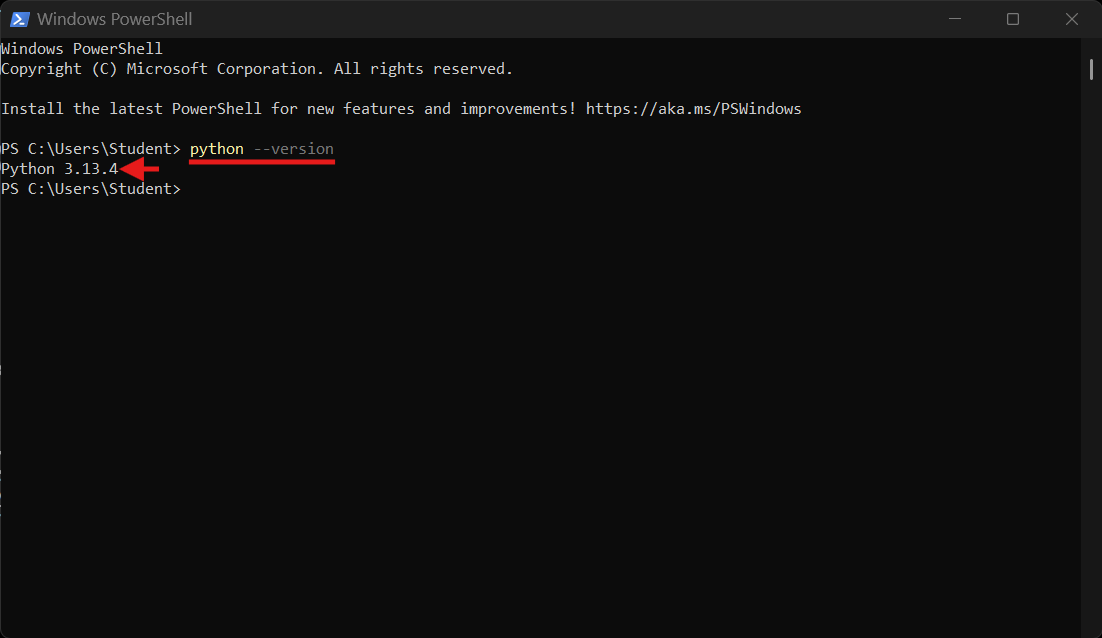 Windows PowerShell
Windows PowerShell
Copyright (C) Microsoft Corporation. All rights reserved.
Install the latest PowerShell for new features and improvements! https://aka.ms/PSWindows
PS C:\Users\Student> python --version
Python 3.13.4
PS C:\Users\Student>